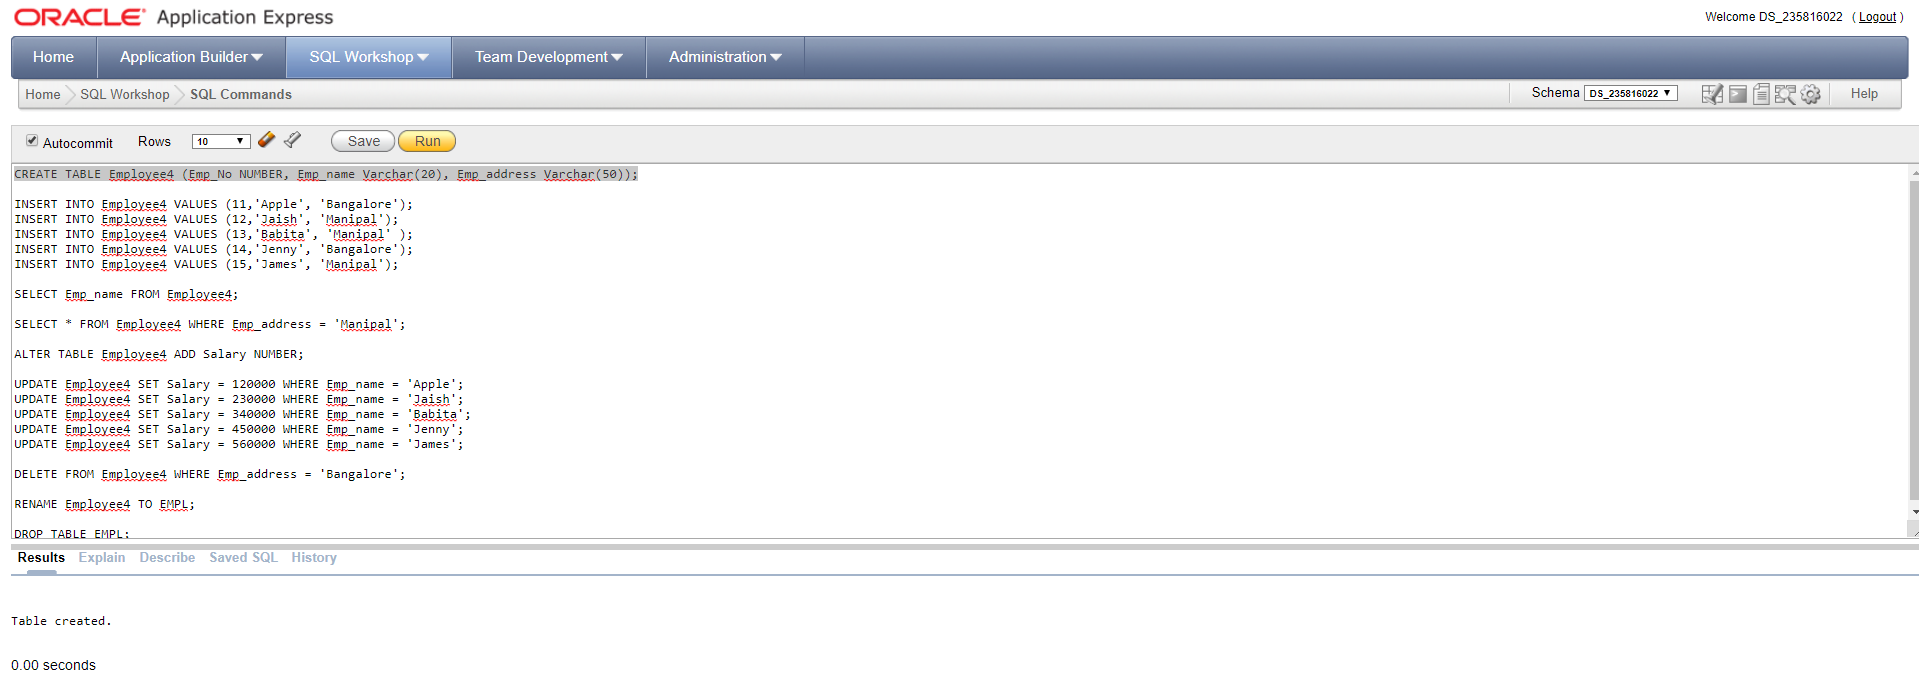 ORACLE Application Express
Welcome DS_235816022 ( Logout )
Home Application Builder SQL Workshop Team Development Administration
Home SQL Workshop SQL Commands Schema DS_235816022 Help
Autocommit Rows 10 Save Run
CREATE TABLE Employee4 (Emp_No NUMBER, Emp_name Varchar(20), Emp_address Varchar(50));
INSERT INTO Employee4 VALUES (11,'Apple', 'Bangalore');
INSERT INTO Employee4 VALUES (12,'Jaish', 'Manipal');
INSERT INTO Employee4 VALUES (13,'Babita', 'Manipal' );
INSERT INTO Employee4 VALUES (14,'Jenny', 'Bangalore');
INSERT INTO Employee4 VALUES (15,'James', 'Manipal');
SELECT Emp_name FROM Employee4;
SELECT * FROM Employee4 WHERE Emp_address = 'Manipal';
ALTER TABLE Employee4 ADD Salary NUMBER;
UPDATE Employee4 SET Salary = 120000 WHERE Emp_name = 'Apple';
UPDATE Employee4 SET Salary = 230000 WHERE Emp_name = 'Jaish';
UPDATE Employee4 SET Salary = 340000 WHERE Emp_name = 'Babita';
UPDATE Employee4 SET Salary = 450000 WHERE Emp_name = 'Jenny';
UPDATE Employee4 SET Salary = 560000 WHERE Emp_name = 'James';
DELETE FROM Employee4 WHERE Emp_address = 'Bangalore';
RENAME Employee4 TO EMPL;
DROP TABLE EMPL;
Results Explain Describe Saved SQL History
Table created.
0.00 seconds